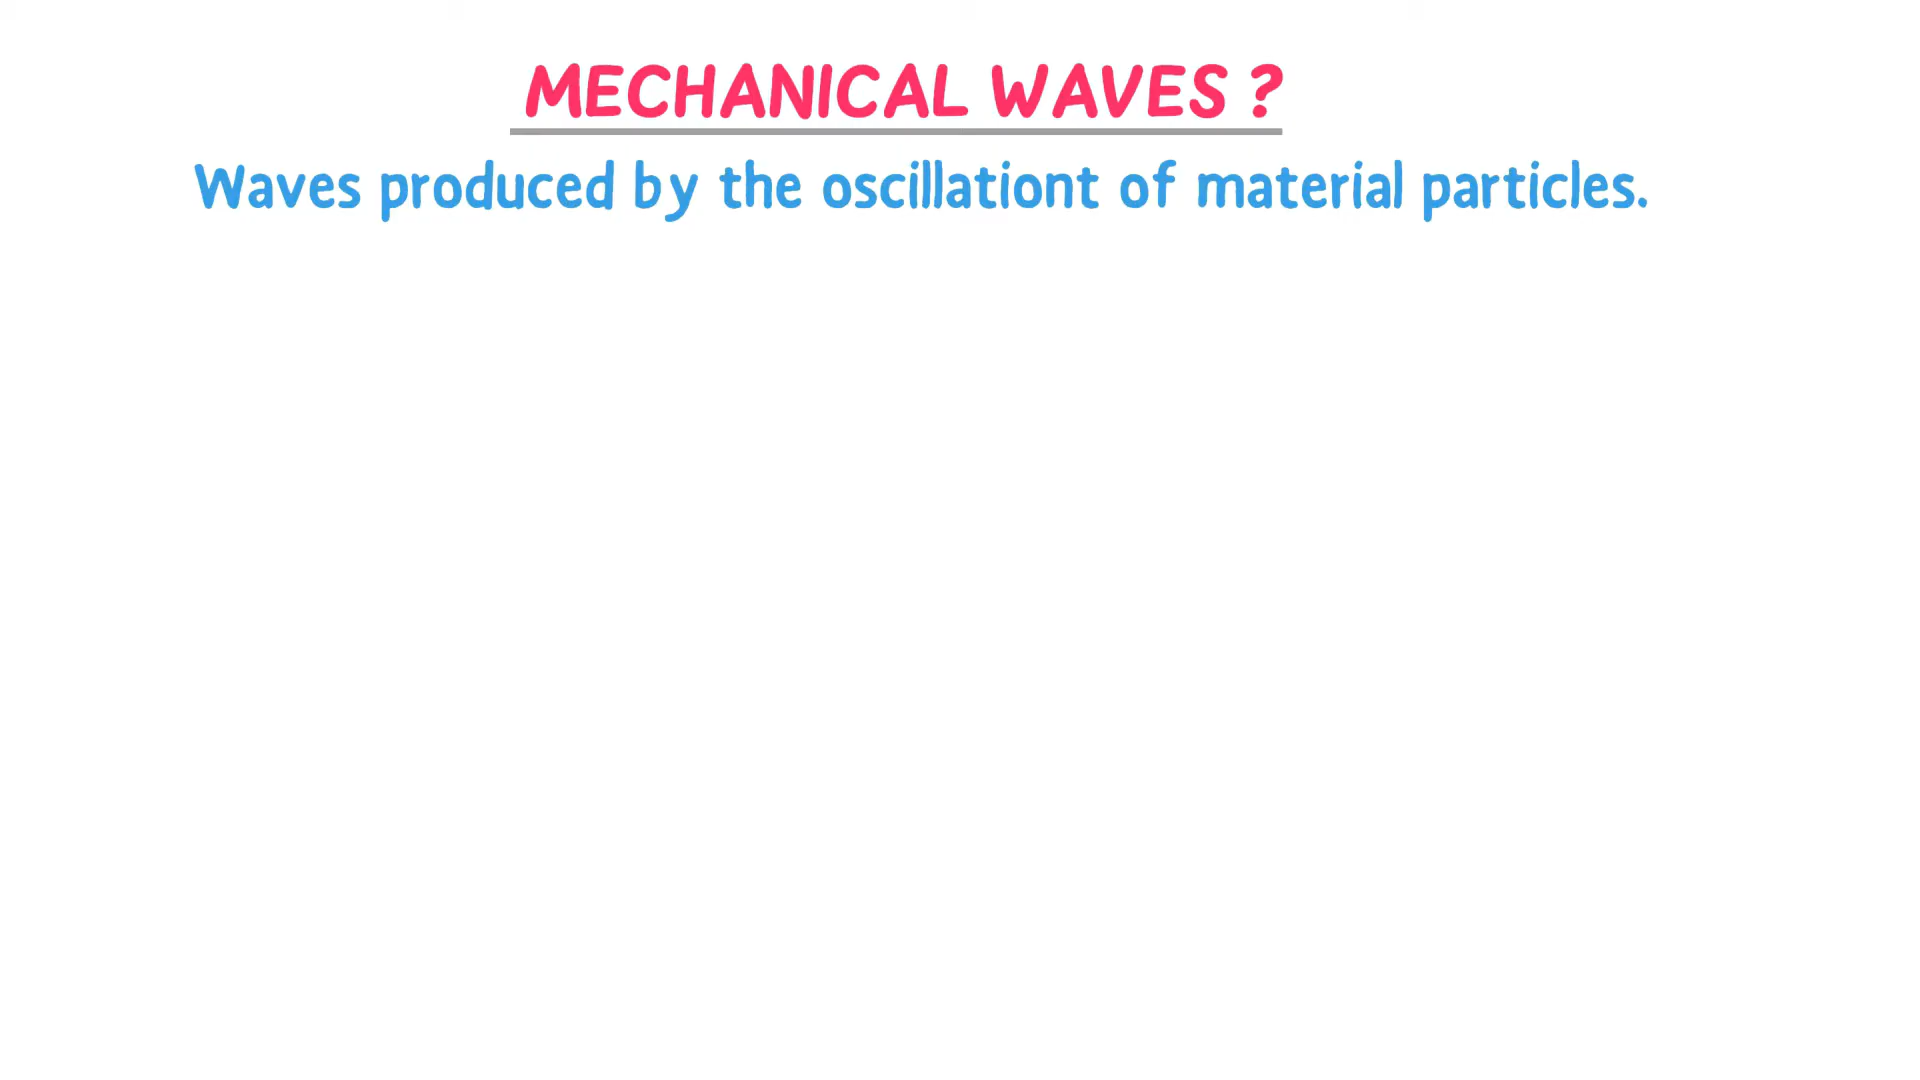 MECHANICAL WAVES ?
Waves produced by the oscillationt of material particles.